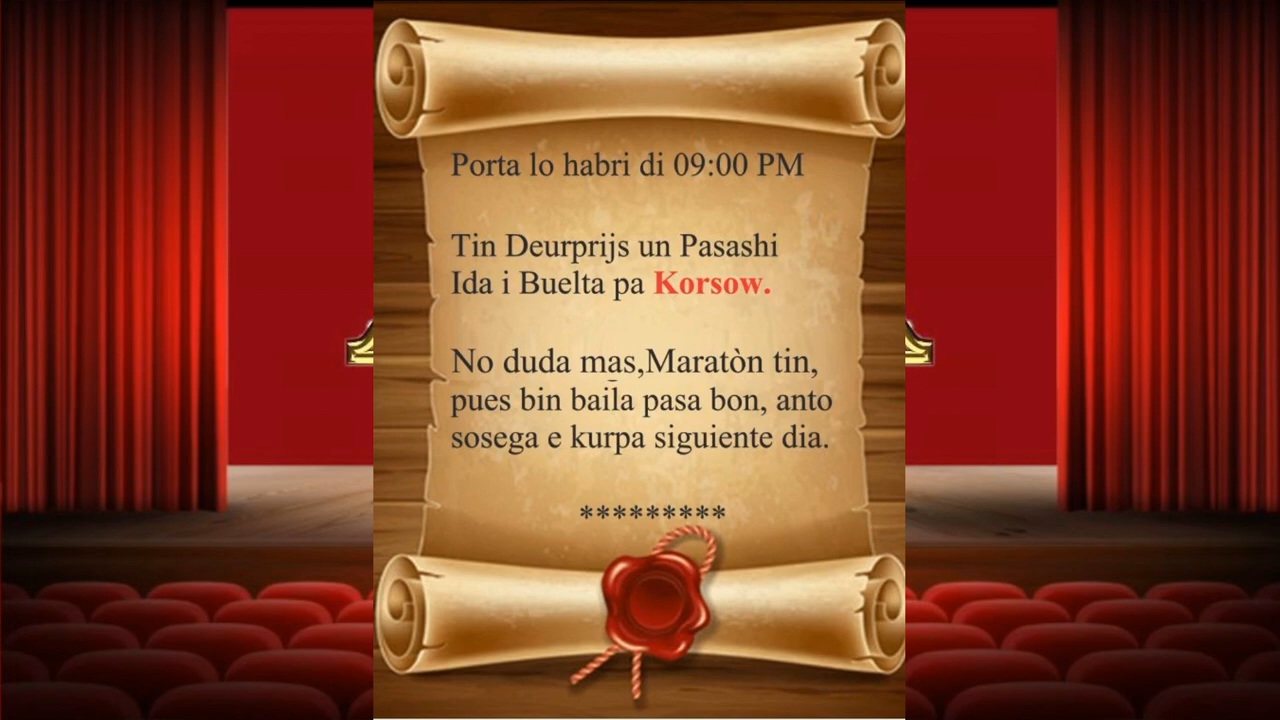 Porta lo habri di 09:00 PM
Tin Deurprijs un Pasashi
Ida i Buelta pa Korsow.
No duda mas,Maratòn tin,
pues bin baila pasa bon, anto
sosega e kurpa siguiente dia.
*********